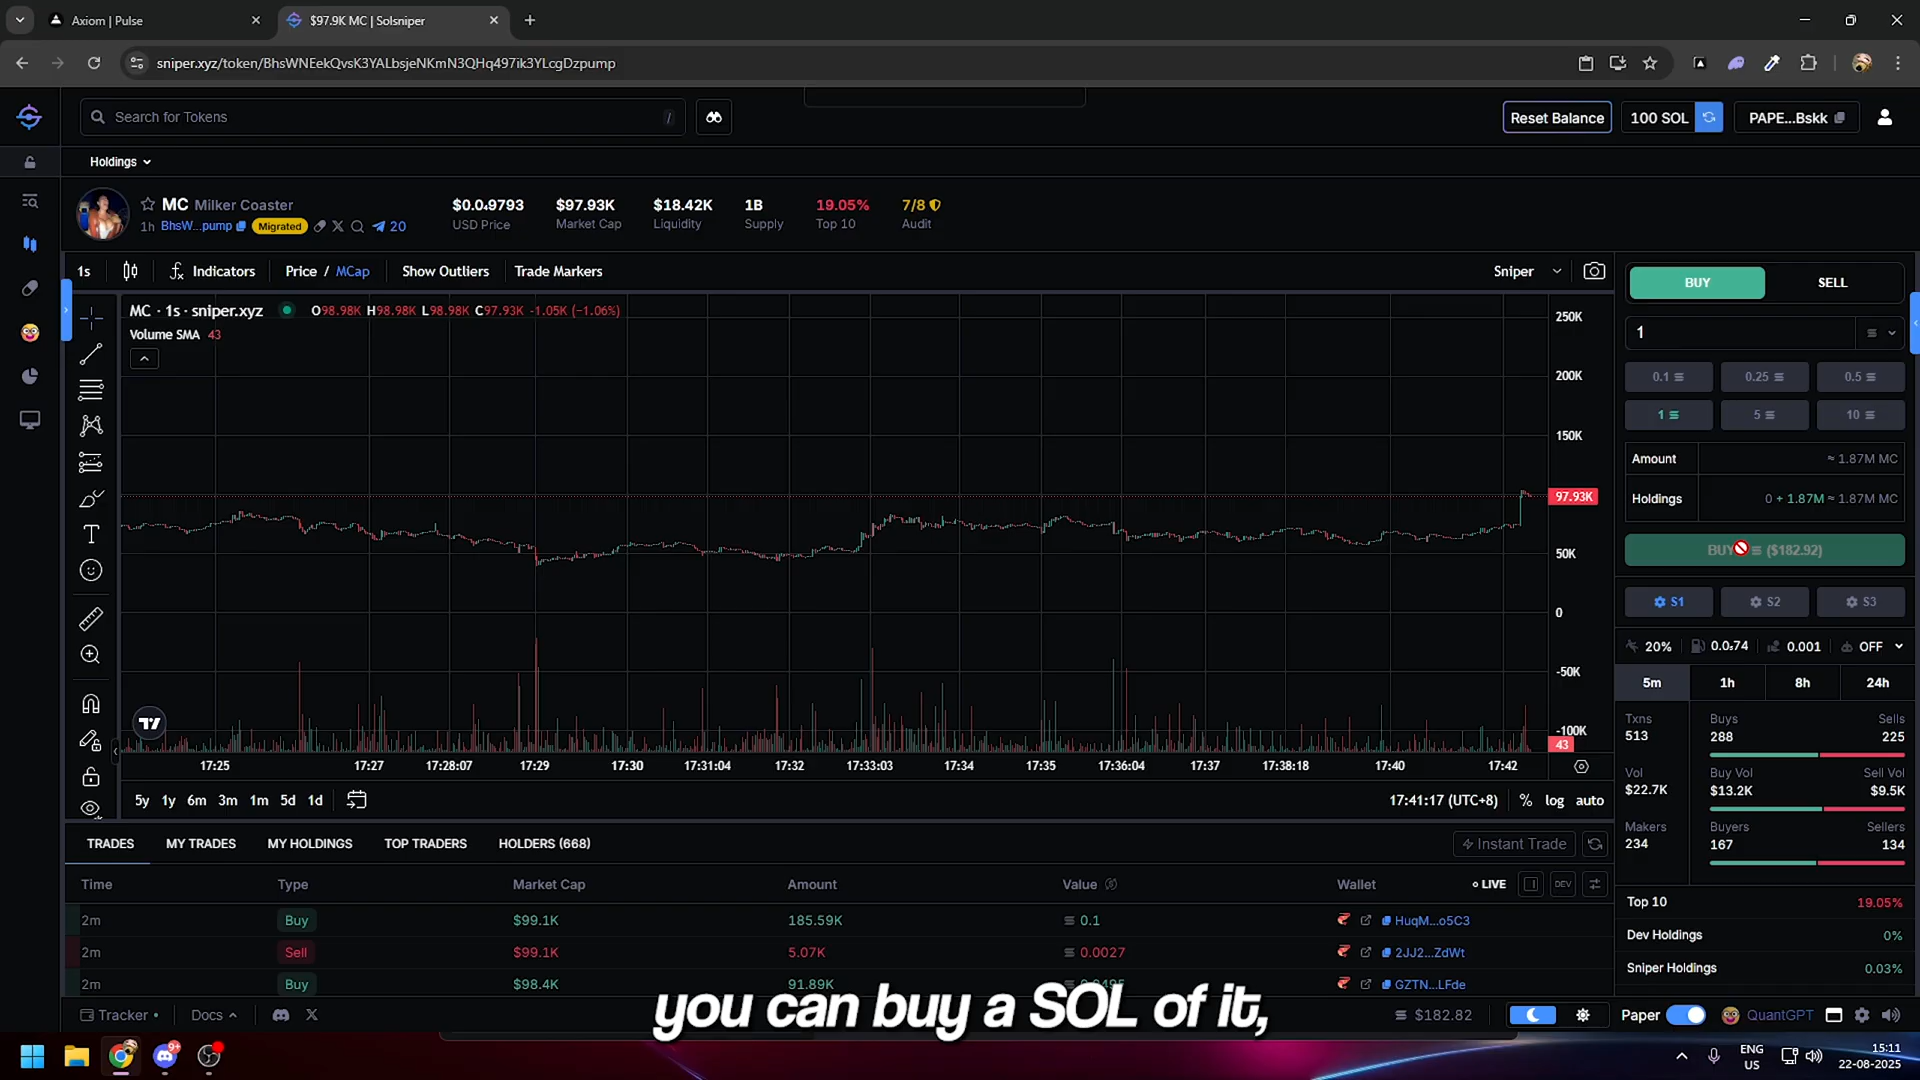 Axiom | Pulse
$97.9K MC | Solsniper
sniper.xyz/token/BhsWNEekQvsK3YALbsjeNKmN3QHq497ik3YLcgDzpump
Search for Tokens
/
Reset Balance
100 SOL
PAPE...Bskk
Holdings
MC Milker Coaster
1h BhsW...pump Migrated 20
$0.0₄9793
USD Price
$97.93K
Market Cap
$18.42K
Liquidity
1B
Supply
19.05%
Top 10
7/8
Audit
1s Indicators Price / MCap Show Outliers Trade Markers
Sniper
MC · 1s · sniper.xyz O98.98K H98.98K L98.98K C97.93K -1.05K (-1.06%)
Volume SMA 43
250K
200K
150K
97.93K
50K
0
-50K
-100K
43
17:25 17:27 17:28:07 17:29 17:30 17:31:04 17:32 17:33:03 17:34 17:35 17:36:04 17:37 17:38:18 17:40 17:42
5y 1y 6m 3m 1m 5d 1d
17:41:17 (UTC+8) % log auto
BUY SELL
1
0.1 0.25 0.5
1 5 10
Amount ≈ 1.87M MC
Holdings 0 + 1.87M ≈ 1.87M MC
BUY ($182.92)
S1 S2 S3
20% 0.0₄74 0.001 OFF
5m 1h 8h 24h
Txns Buys Sells
513 288 225
Vol Buy Vol Sell Vol
$22.7K $13.2K $9.5K
Makers Buyers Sellers
234 167 134
Top 10 19.05%
Dev Holdings 0%
Sniper Holdings 0.03%
TRADES MY TRADES MY HOLDINGS TOP TRADERS HOLDERS (668)
Instant Trade
Time Type Market Cap Amount Value Wallet LIVE DEV
2m Buy $99.1K 185.59K 0.1 HuqM...o5C3
2m Sell $99.1K 5.07K 0.0027 2JJ2...ZdWt
2m Buy $98.4K 91.89K GZTN...LFde
you can buy a SOL of it,
Tracker Docs
$182.82
Paper QuantGPT
9+
ENG
US
15:11
22-08-2025